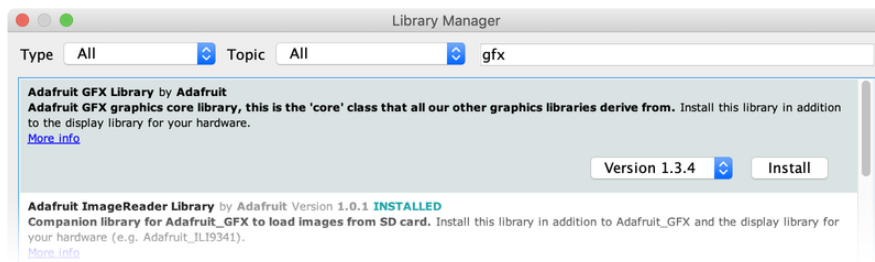 Library Manager
Type All Topic All gfx
Adafruit GFX Library by Adafruit
Adafruit GFX graphics core library, this is the 'core' class that all our other graphics libraries derive from. Install this library in addition
to the display library for your hardware.
More info
Version 1.3.4 Install
Adafruit ImageReader Library by Adafruit Version 1.0.1 INSTALLED
Companion library for Adafruit_GFX to load images from SD card. Install this library in addition to Adafruit_GFX and the display library for
your hardware (e.g. Adafruit_ILI9341).
More info